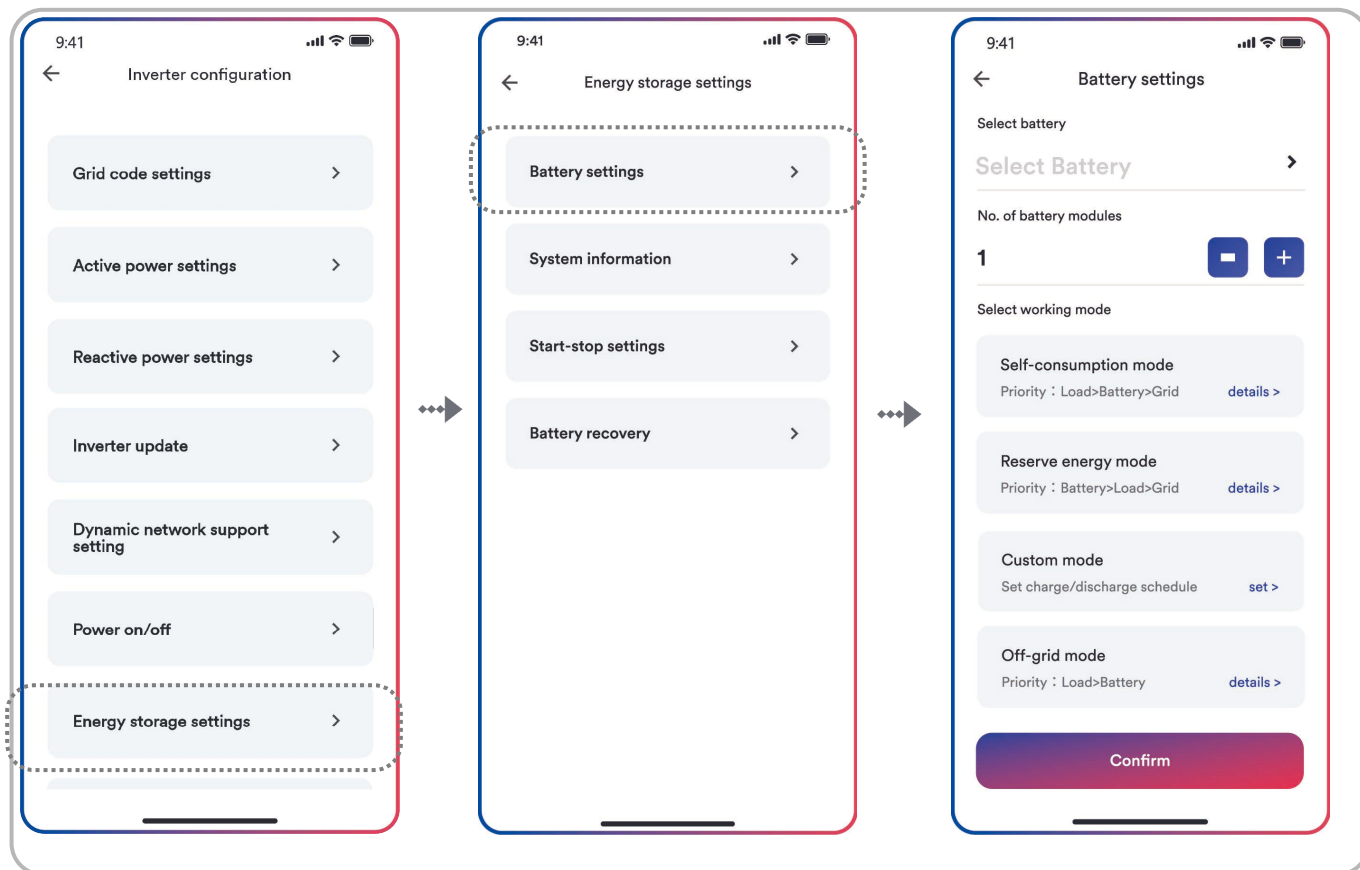 9:41
Inverter configuration
Grid code settings
Active power settings
Reactive power settings
Inverter update
Dynamic network support
setting
Power on/off
Energy storage settings
9:41
Energy storage settings
Battery settings
System information
Start-stop settings
Battery recovery
9:41
Battery settings
Select battery
Select Battery
No. of battery modules
1
Select working mode
Self-consumption mode
Priority：Load>Battery>Grid details >
Reserve energy mode
Priority：Battery>Load>Grid details >
Custom mode
Set charge/discharge schedule set >
Off-grid mode
Priority：Load>Battery details >
Confirm